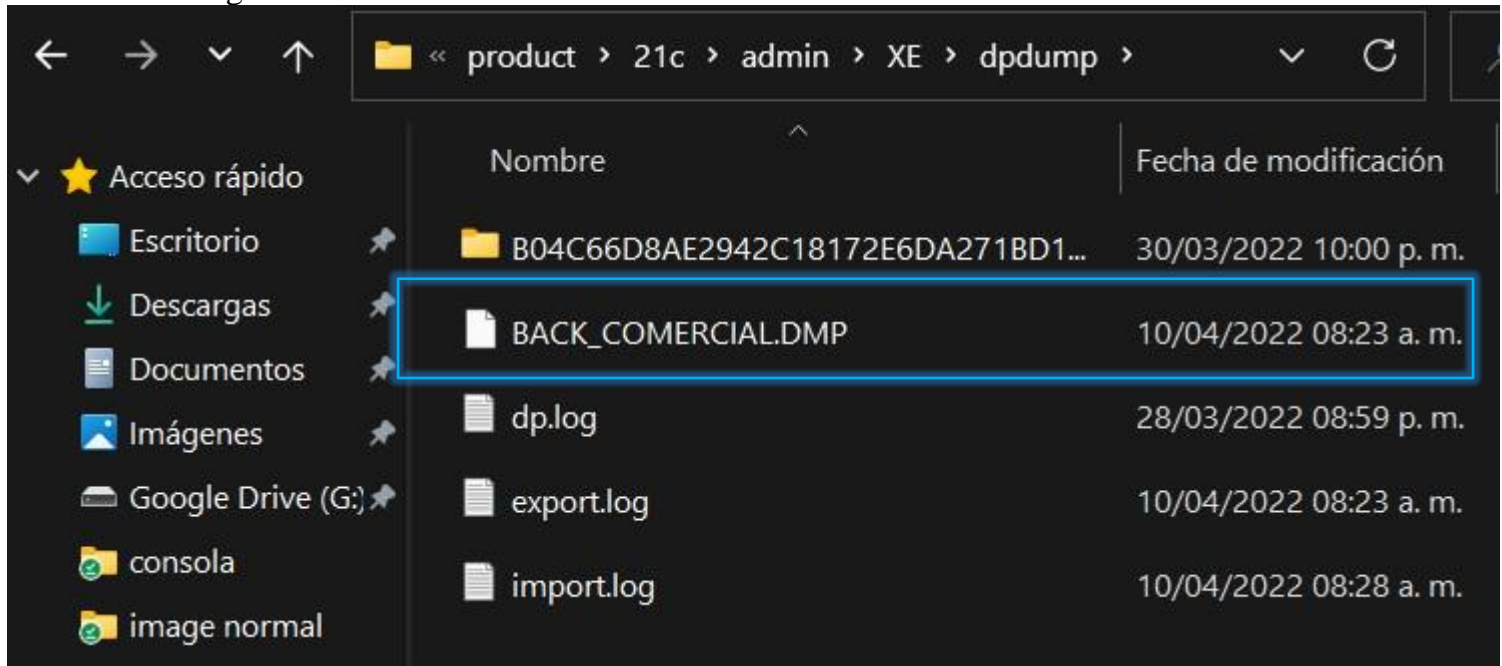 « product > 21c > admin > XE > dpdump >
Nombre Fecha de modificación
Acceso rápido
Escritorio
Descargas
Documentos
Imágenes
Google Drive (G:)
consola
image normal
B04C66D8AE2942C18172E6DA271BD1... 30/03/2022 10:00 p. m.
BACK_COMERCIAL.DMP 10/04/2022 08:23 a. m.
dp.log 28/03/2022 08:59 p. m.
export.log 10/04/2022 08:23 a. m.
import.log 10/04/2022 08:28 a. m.